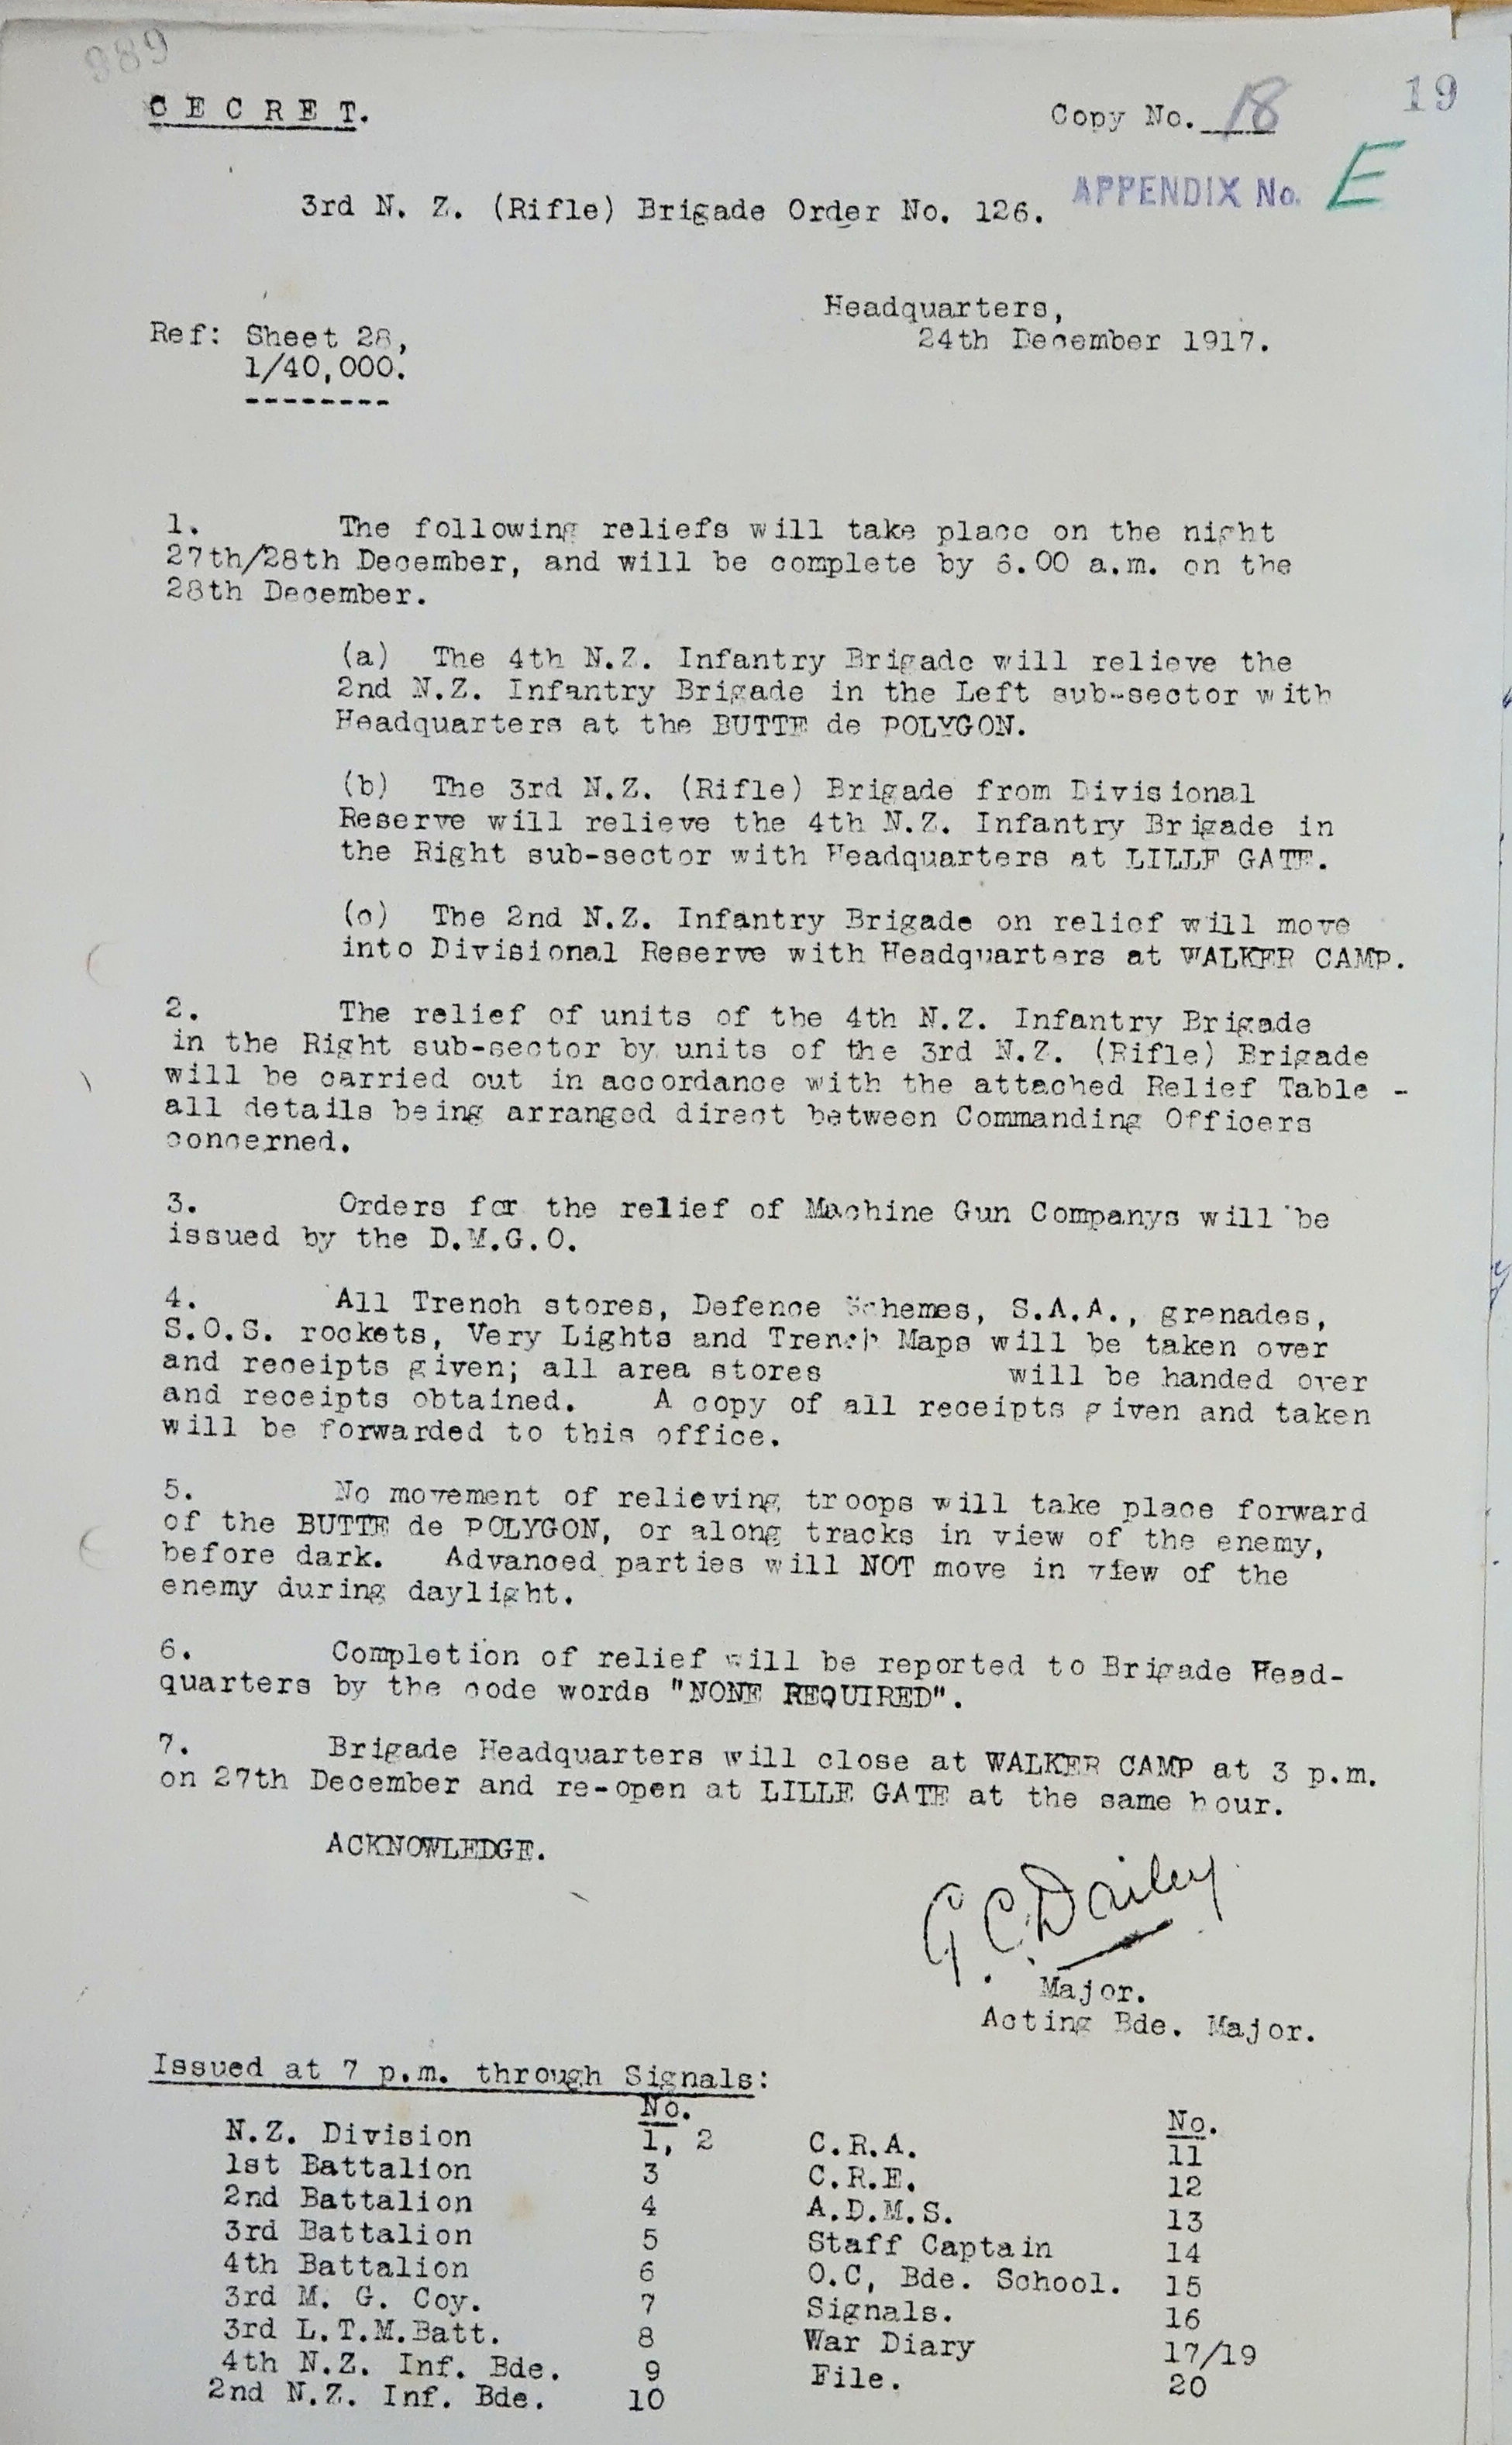 989
19
CECRET.
Copy No. 18
APPENDIX No. E
3rd N. Z. (Rifle) Brigade Order No. 126.
Headquarters,
24th December 1917.
Ref: Sheet 28,
1/40,000.
--------
1. The following reliefs will take place on the night
27th/28th December, and will be complete by 6.00 a.m. on the
28th December.
(a) The 4th N.Z. Infantry Brigade will relieve the
2nd N.Z. Infantry Brigade in the Left sub-sector with
Headquarters at the BUTTE de POLYGON.
(b) The 3rd N.Z. (Rifle) Brigade from Divisional
Reserve will relieve the 4th N.Z. Infantry Brigade in
the Right sub-sector with Headquarters at LILLE GATE.
(c) The 2nd N.Z. Infantry Brigade on relief will move
into Divisional Reserve with Headquarters at WALKER CAMP.
2. The relief of units of the 4th N.Z. Infantry Brigade
in the Right sub-sector by units of the 3rd N.Z. (Rifle) Brigade
will be carried out in accordance with the attached Relief Table -
all details being arranged direct between Commanding Officers
concerned.
3. Orders for the relief of Machine Gun Companys will be
issued by the D.M.G.O.
4. All Trench stores, Defence Schemes, S.A.A., grenades,
S.O.S. rockets, Very Lights and Trench Maps will be taken over
and receipts given; all area stores will be handed over
and receipts obtained. A copy of all receipts given and taken
will be forwarded to this office.
5. No movement of relieving troops will take place forward
of the BUTTE de POLYGON, or along tracks in view of the enemy,
before dark. Advanced parties will NOT move in view of the
enemy during daylight.
6. Completion of relief will be reported to Brigade Head-
quarters by the code words "NONE REQUIRED".
7. Brigade Headquarters will close at WALKER CAMP at 3 p.m.
on 27th December and re-open at LILLE GATE at the same hour.
ACKNOWLEDGE.
G.C. Dailey
Major.
Acting Bde. Major.
Issued at 7 p.m. through Signals:
No.
N.Z. Division 1, 2
1st Battalion 3
2nd Battalion 4
3rd Battalion 5
4th Battalion 6
3rd M. G. Coy. 7
3rd L.T.M.Batt. 8
4th N.Z. Inf. Bde. 9
2nd N.Z. Inf. Bde. 10
No.
C.R.A. 11
C.R.E. 12
A.D.M.S. 13
Staff Captain 14
O.C, Bde. School. 15
Signals. 16
War Diary 17/19
File. 20